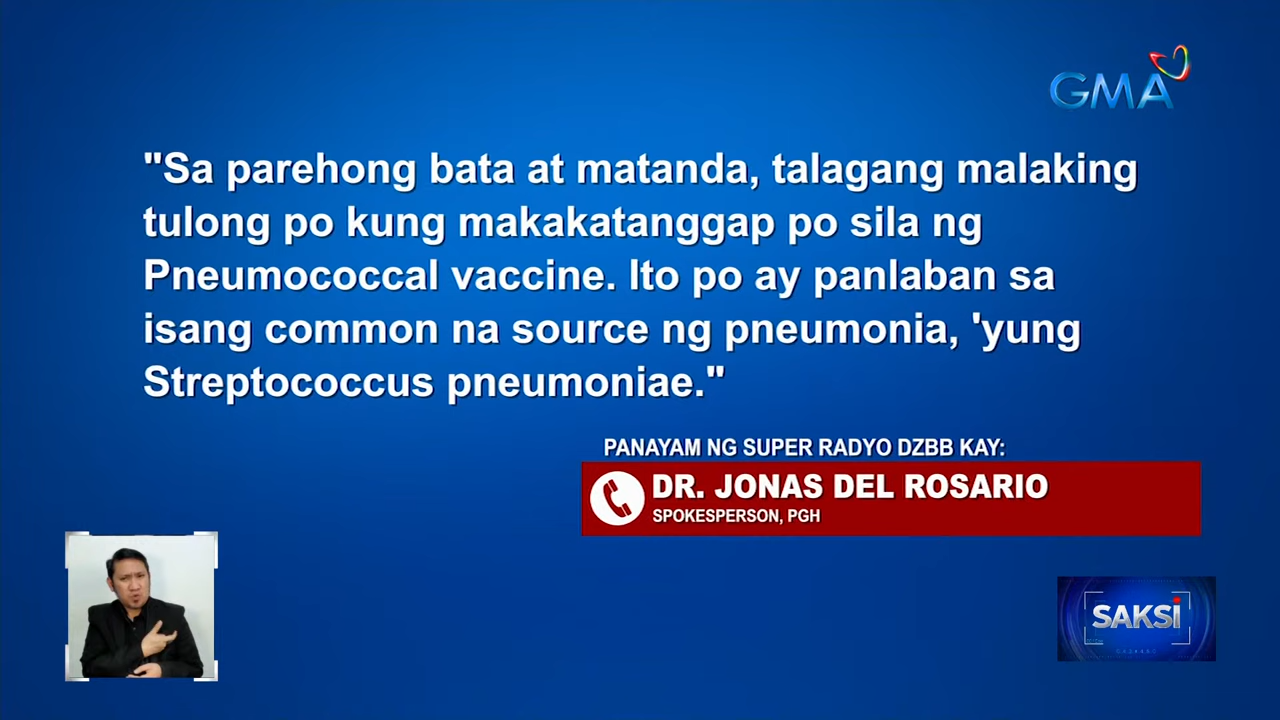 GMA
"Sa parehong bata at matanda, talagang malaking
tulong po kung makakatanggap po sila ng
Pneumococcal vaccine. Ito po ay panlaban sa
isang common na source ng pneumonia, 'yung
Streptococcus pneumoniae."
PANAYAM NG SUPER RADYO DZBB KAY:
DR. JONAS DEL ROSARIO
SPOKESPERSON, PGH
SAKSI